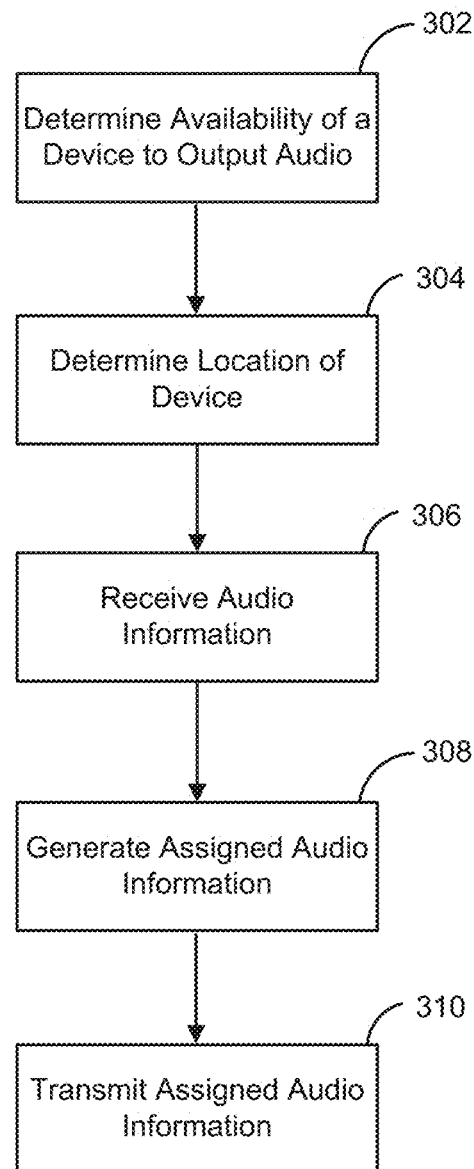 302
Determine Availability of a
Device to Output Audio
304
Determine Location of
Device
306
Receive Audio
Information
308
Generate Assigned Audio
Information
310
Transmit Assigned Audio
Information